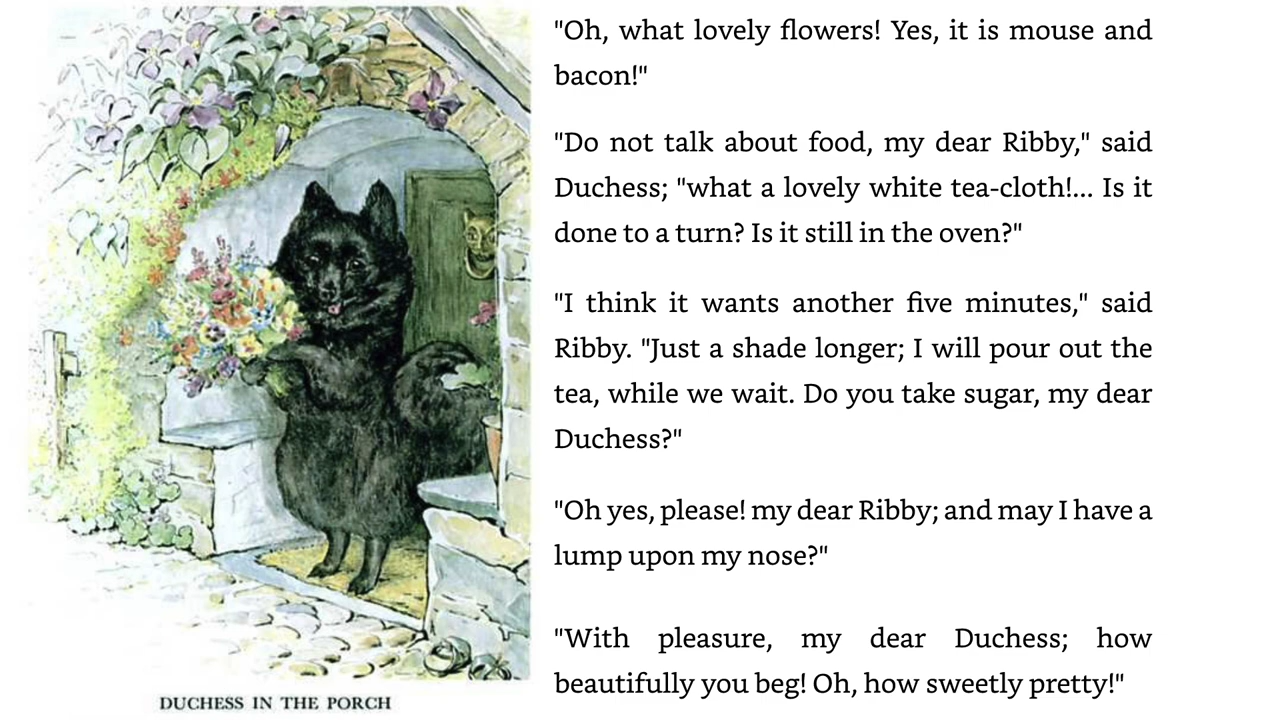 "Oh, what lovely flowers! Yes, it is mouse and
bacon!"
"Do not talk about food, my dear Ribby," said
Duchess; "what a lovely white tea-cloth!... Is it
done to a turn? Is it still in the oven?"
"I think it wants another five minutes," said
Ribby. "Just a shade longer; I will pour out the
tea, while we wait. Do you take sugar, my dear
Duchess?"
"Oh yes, please! my dear Ribby; and may I have a
lump upon my nose?"
"With pleasure, my dear Duchess; how
beautifully you beg! Oh, how sweetly pretty!"
DUCHESS IN THE PORCH